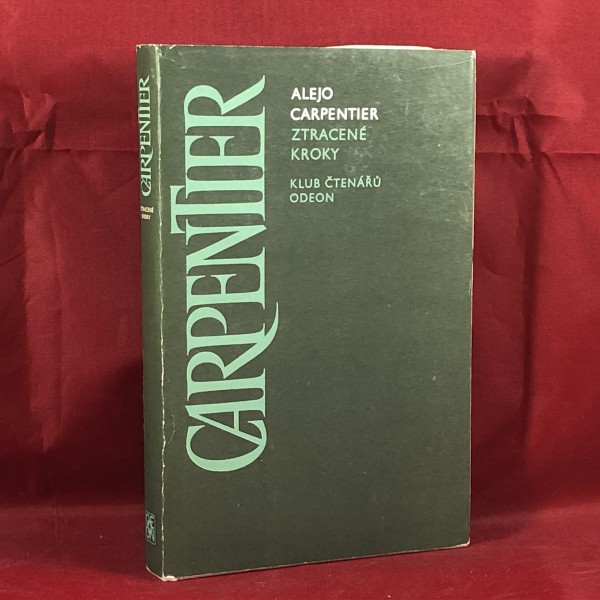 CARPENTIER
ZTRACENÉ
KROKY
CARPENTIER
ALEJO
CARPENTIER
ZTRACENÉ
KROKY
KLUB ČTENÁŘŮ
ODEON